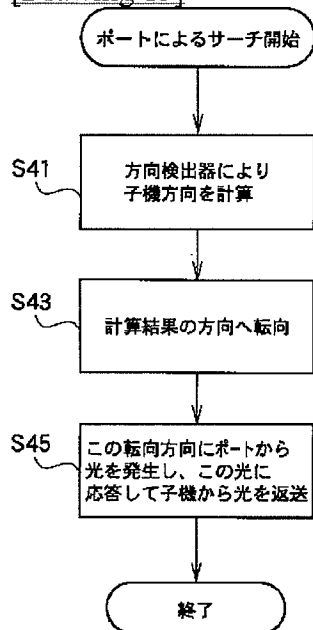 ポートによるサーチ開始
S41
方向検出器により
子機方向を計算
S43
計算結果の方向へ転向
S45
この転向方向にポートから
光を発生し、この光に
応答して子機から光を返送
終了